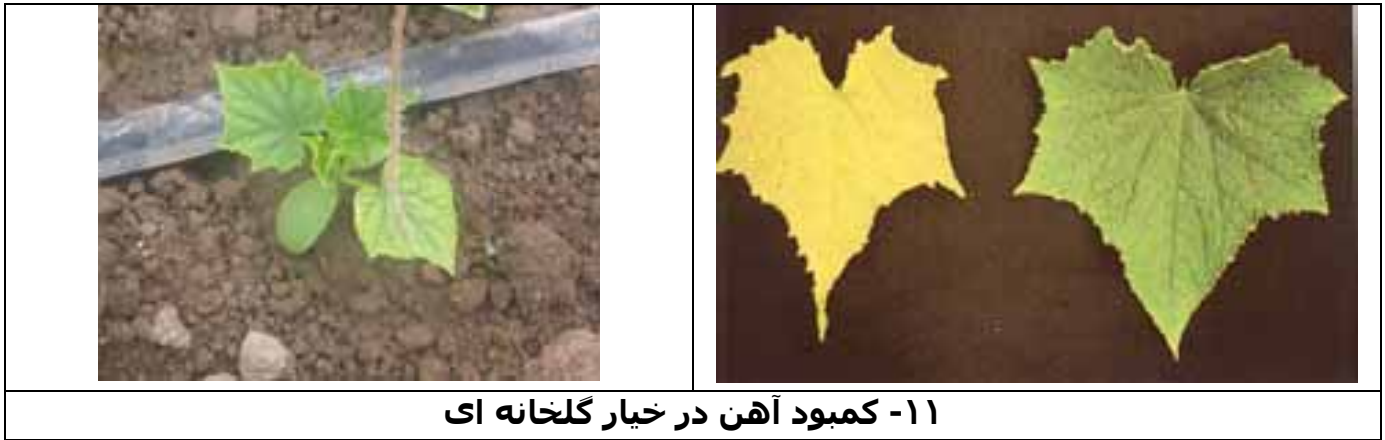 ۱۱- کمبود آهن در خیار گلخانه ای